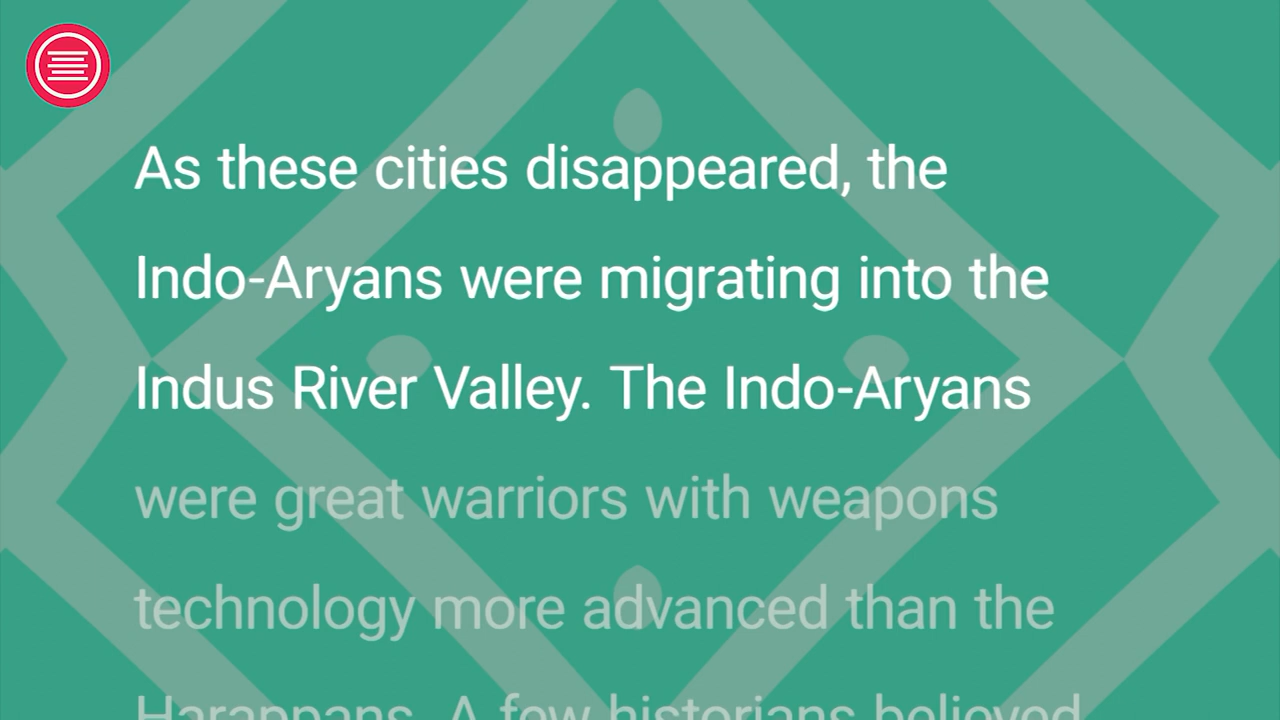 As these cities disappeared, the
Indo-Aryans were migrating into the
Indus River Valley. The Indo-Aryans
were great warriors with weapons
technology more advanced than the
Harappans. A few historians believed